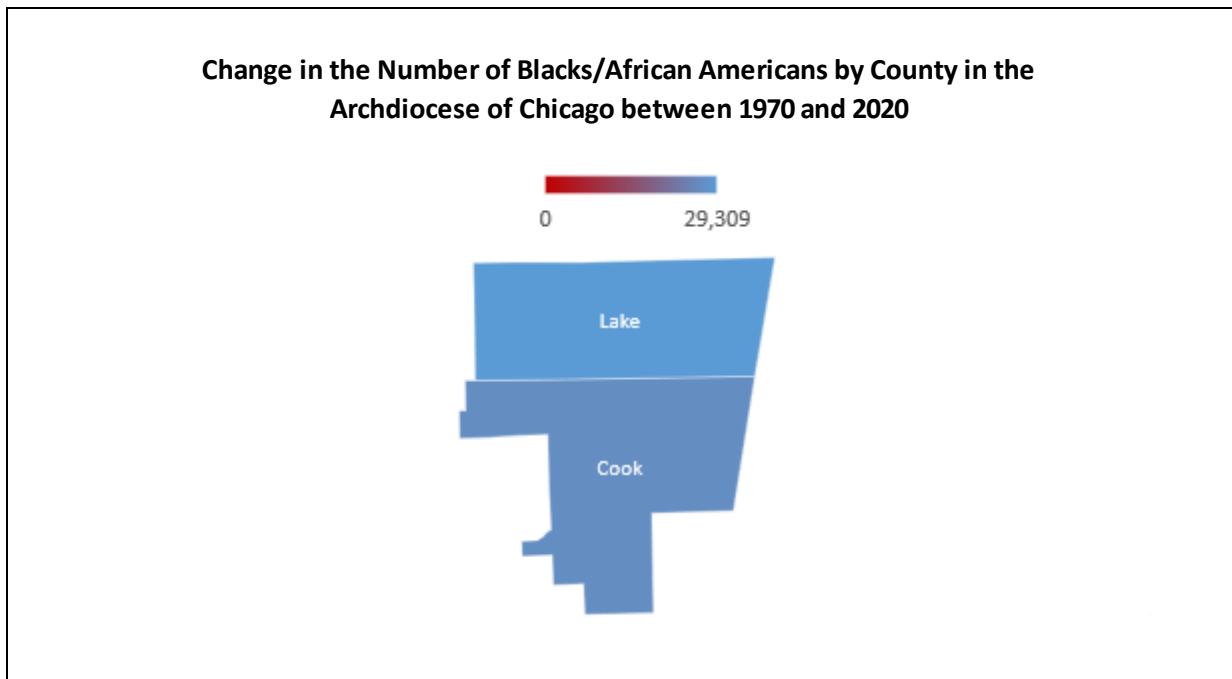 Change in the Number of Blacks/African Americans by County in the
Archdiocese of Chicago between 1970 and 2020
0 29,309
Lake
Cook